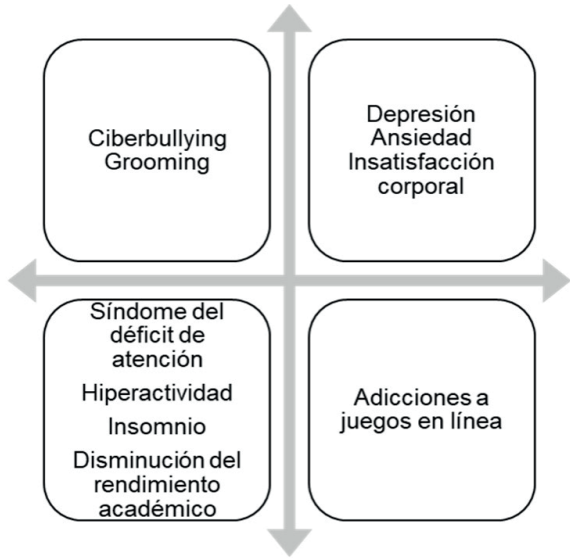 Ciberbullying
Grooming
Depresión
Ansiedad
Insatisfacción
corporal
Síndome del
déficit de
atención
Hiperactividad
Insomnio
Disminución del
rendimiento
académico
Adicciones a
juegos en línea